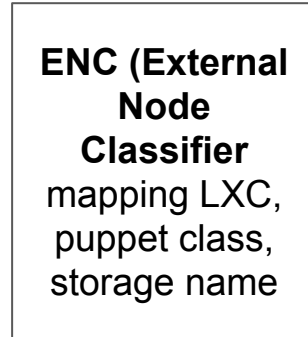 ENC (External
Node
Classifier
mapping LXC,
puppet class,
storage name